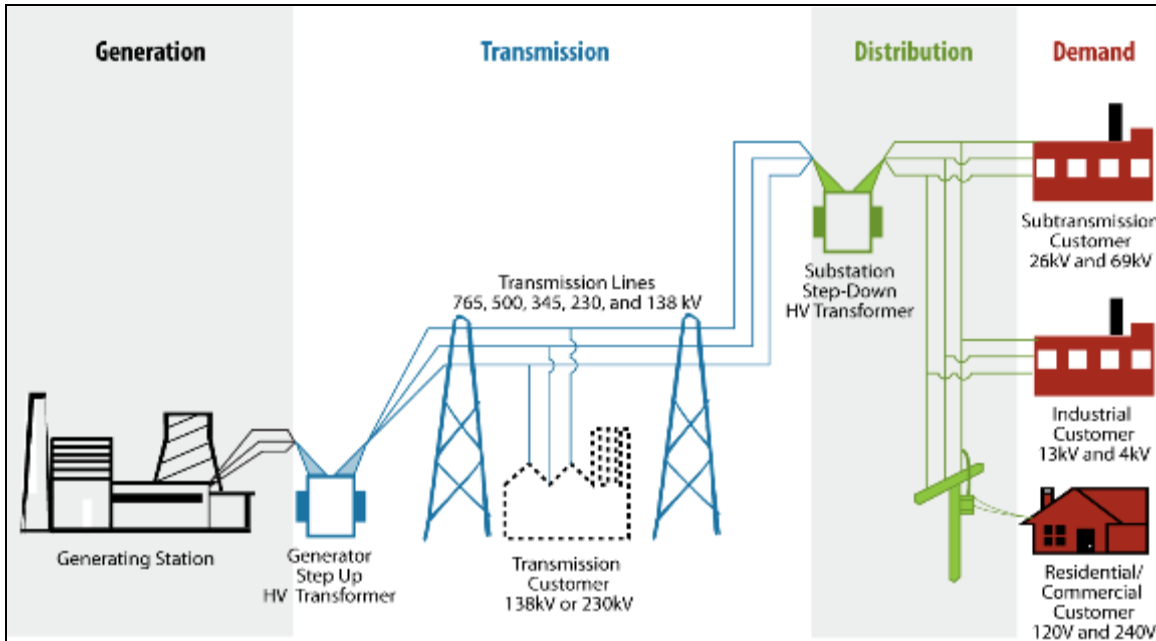 Generation
Transmission
Distribution
Demand
Subtransmission
Customer
26kV and 69kV
Substation
Step-Down
HV Transformer
Transmission Lines
765, 500, 345, 230, and 138 kV
Industrial
Customer
13kV and 4kV
Generating Station
Generator
Step Up
HV Transformer
Transmission
Customer
138kV or 230kV
Residential/
Commercial
Customer
120V and 240V